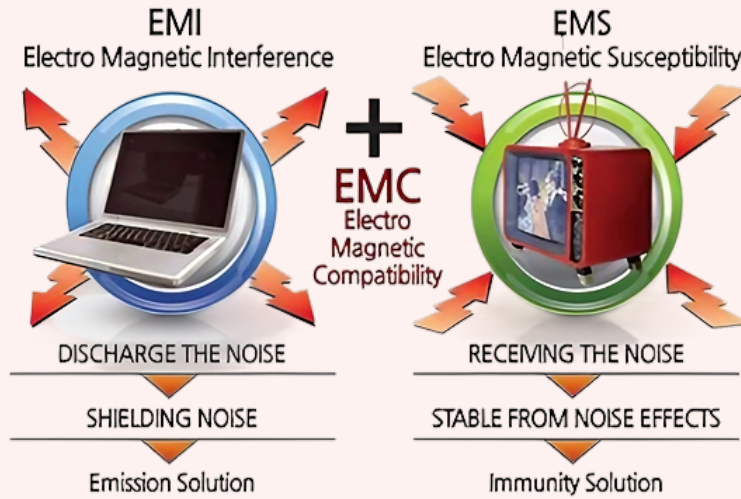 EMI
Electro Magnetic Interference
EMS
Electro Magnetic Susceptibility
+
EMC
Electro
Magnetic
Compatibility
DISCHARGE THE NOISE
SHIELDING NOISE
Emission Solution
RECEIVING THE NOISE
STABLE FROM NOISE EFFECTS
Immunity Solution